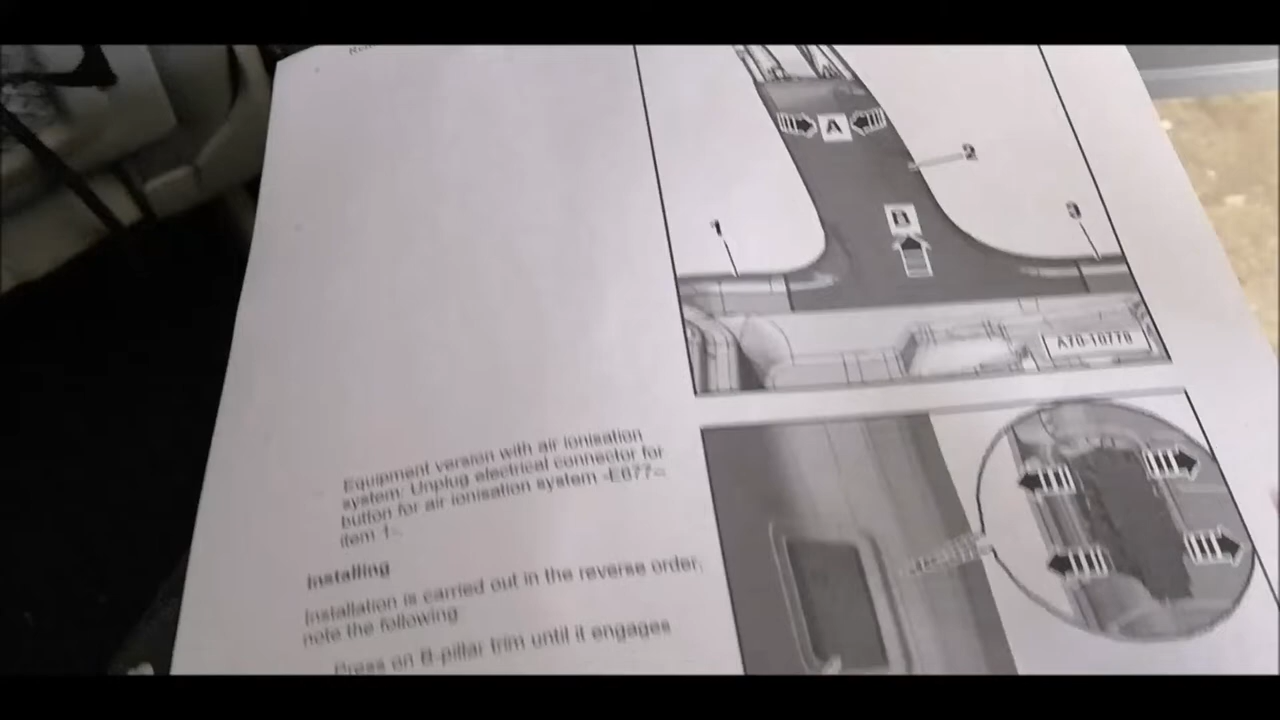 A
2
B
1
3
A70-10770
Equipment version with air ionisation
system: Unplug electrical connector for
button for air ionisation system -E677-
item 1-.
Installing
Installation is carried out in the reverse order;
note the following
Press on B-pillar trim until it engages